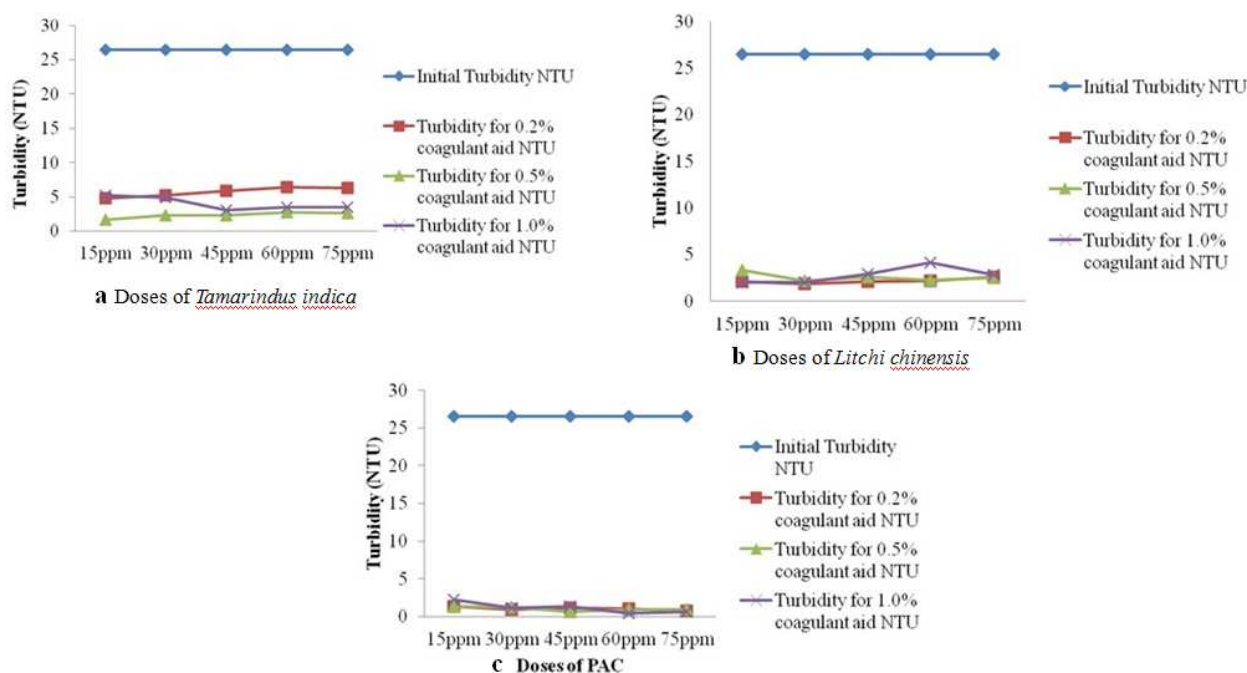 30
25
20
15
10
5
0
Turbidity (NTU)
15ppm 30ppm 45ppm 60ppm 75ppm
Initial Turbidity NTU
Turbidity for 0.2%
coagulant aid NTU
Turbidity for 0.5%
coagulant aid NTU
Turbidity for 1.0%
coagulant aid NTU
a Doses of Tamarindus indica
30
25
20
15
10
5
0
Turbidity (NTU)
15ppm 30ppm 45ppm 60ppm 75ppm
Initial Turbidity NTU
Turbidity for 0.2%
coagulant aid NTU
Turbidity for 0.5%
coagulant aid NTU
Turbidity for 1.0%
coagulant aid NTU
b Doses of Litchi chinensis
30
25
20
15
10
5
0
Turbidity (NTU)
15ppm 30ppm 45ppm 60ppm 75ppm
Initial Turbidity
NTU
Turbidity for 0.2%
coagulant aid NTU
Turbidity for 0.5%
coagulant aid NTU
Turbidity for 1.0%
coagulant aid NTU
c Doses of PAC